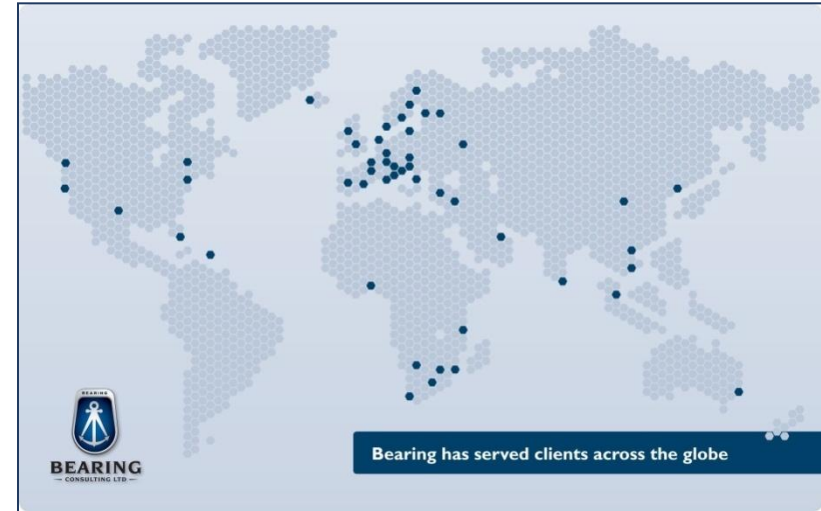 BEARING
BEARING
— CONSULTING LTD —
Bearing has served clients across the globe